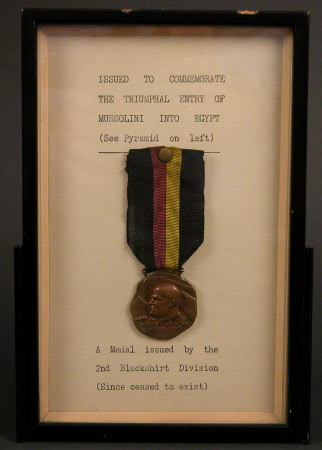 ISSUED TO COMMEMORATE
THE TRIUMPHAL ENTRY OF
MUSSOLINI INTO EGYPT
(See Pyramid on left)
A Medal issued by the
2nd Blackshirt Division
(Since ceased to exist)